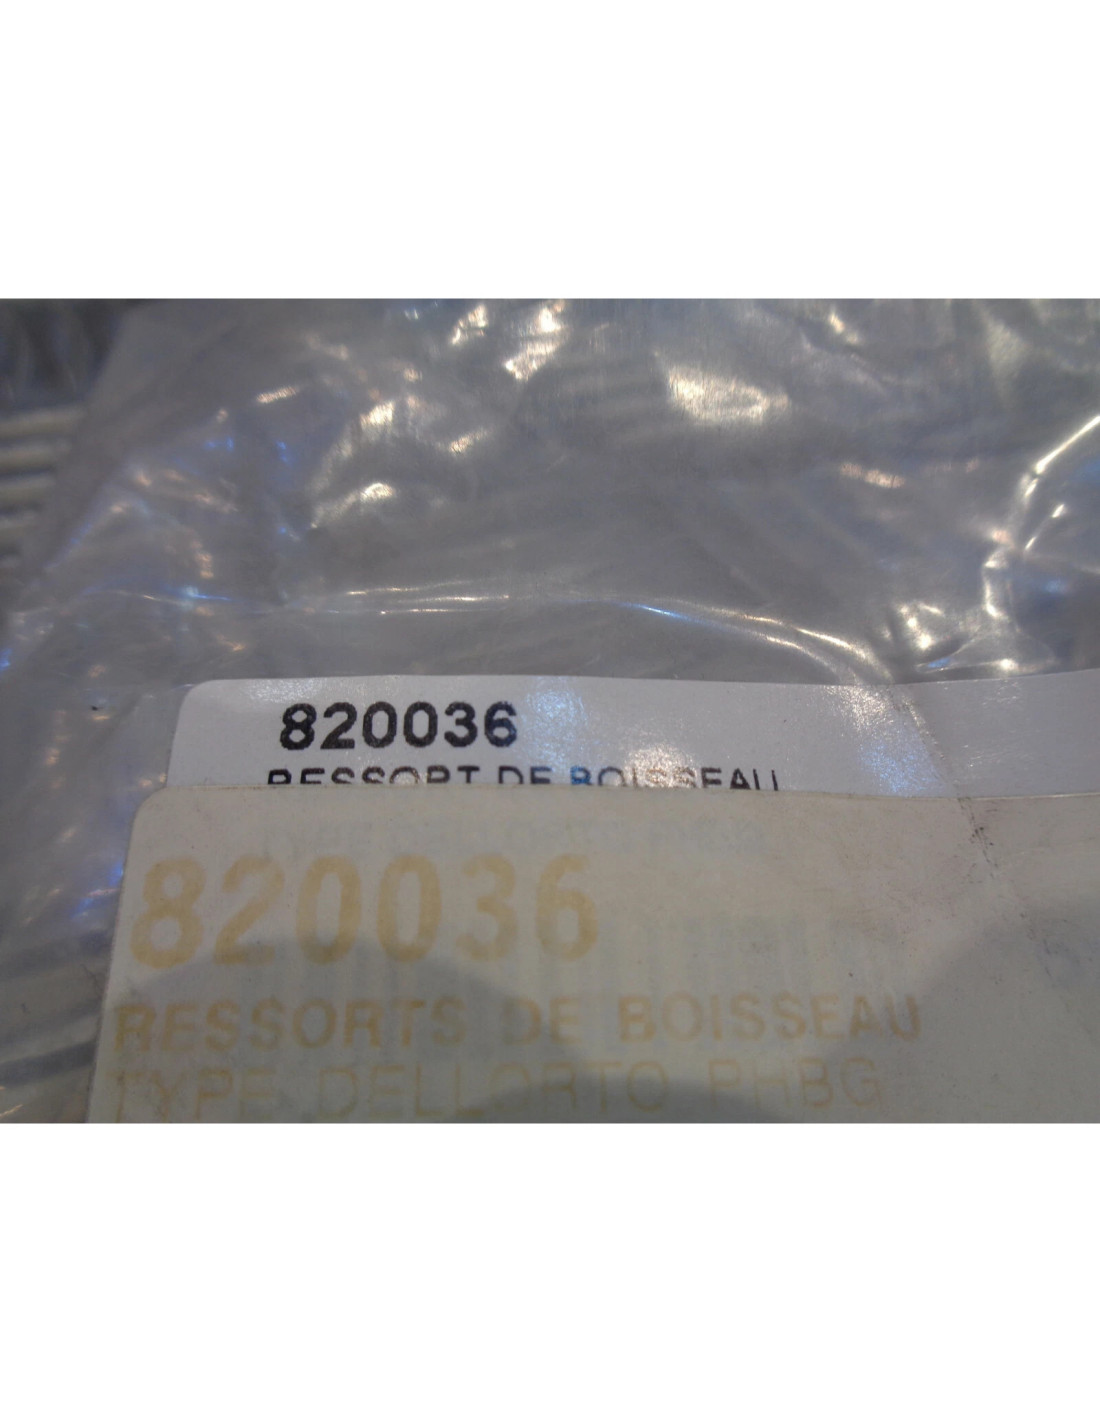 820036
RESSORT DE BOISSEAU
820036
RESSORTS DE BOISSEAU
TYPE DELLORTO PHBG